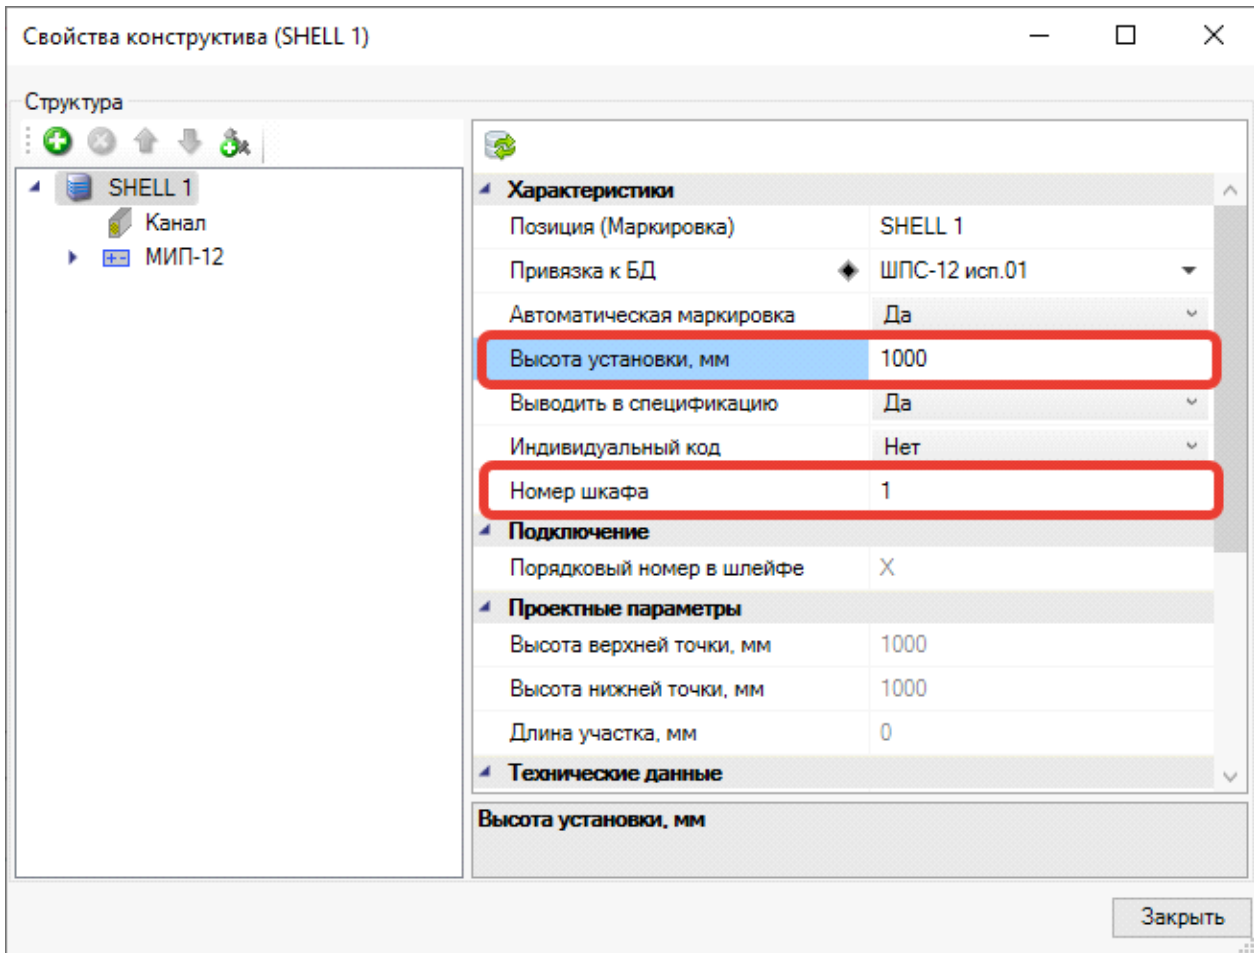 Свойства конструктива (SHELL 1)
Структура
SHELL 1
Канал
МИП-12
Характеристики
Позиция (Маркировка) SHELL 1
Привязка к БД ШПС-12 исп.01
Автоматическая маркировка Да
Высота установки, мм 1000
Выводить в спецификацию Да
Индивидуальный код Нет
Номер шкафа 1
Подключение
Порядковый номер в шлейфе X
Проектные параметры
Высота верхней точки, мм 1000
Высота нижней точки, мм 1000
Длина участка, мм 0
Технические данные
Высота установки, мм
Закрыть